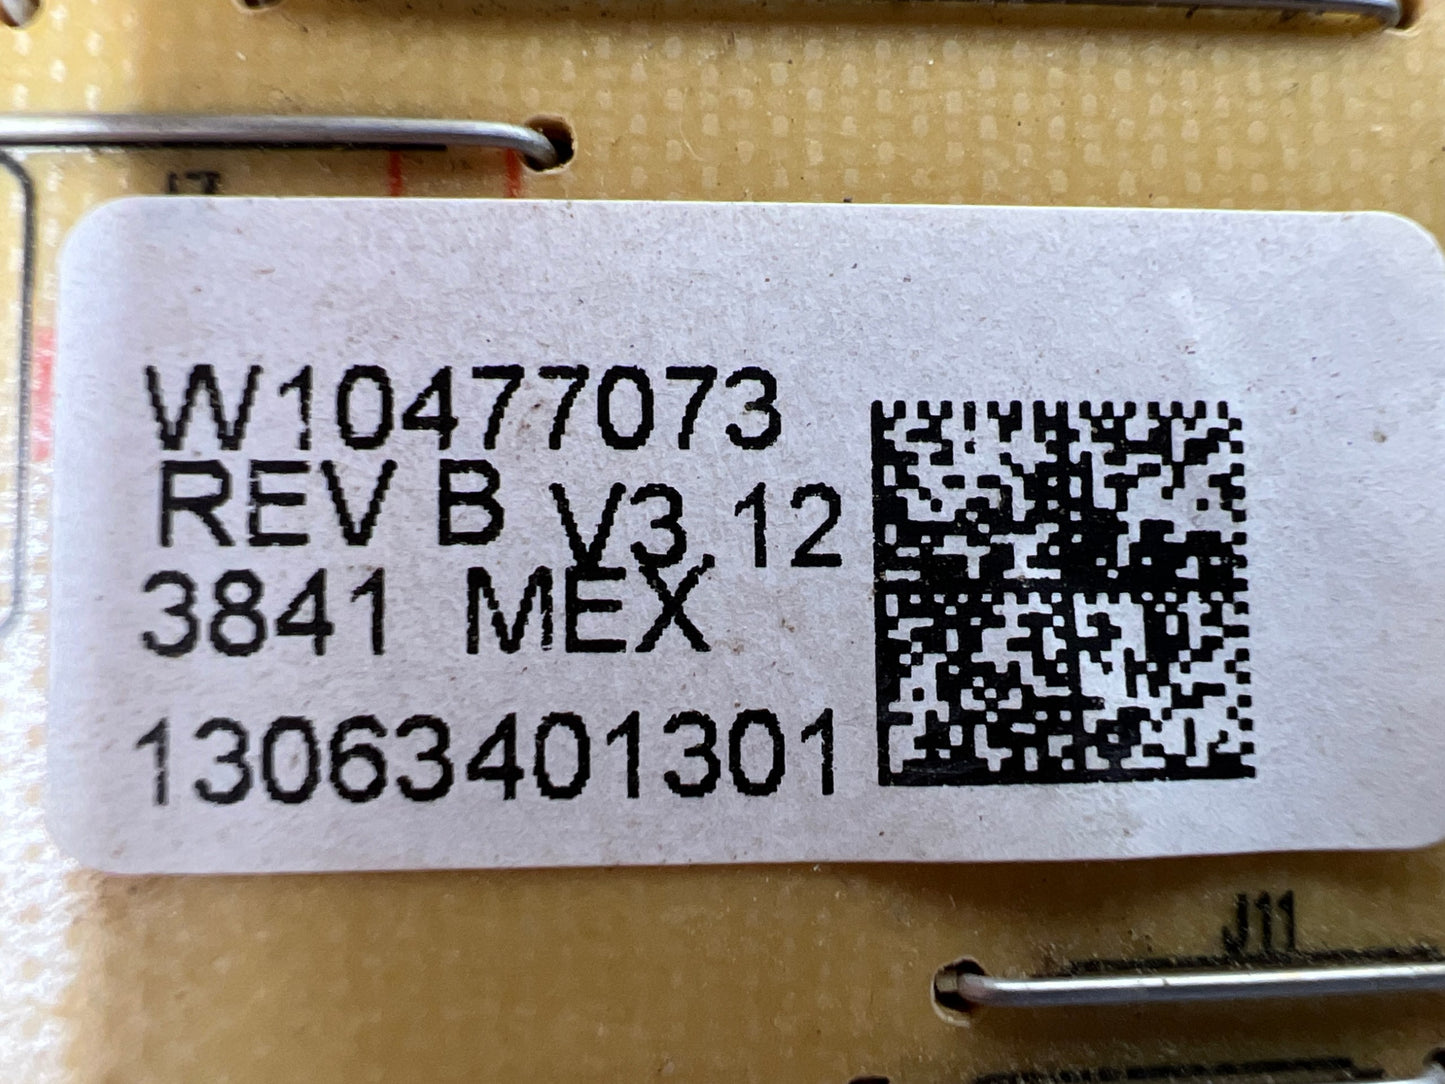 W10477073
REV B V3.12
3841 MEX
13063401301
J11